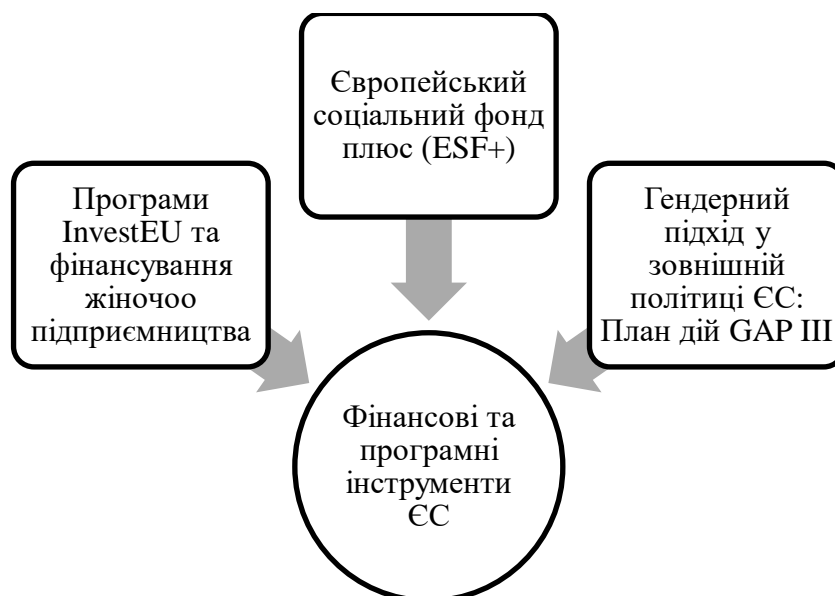 Європейський
соціальний фонд
плюс (ESF+)
Програми
InvestEU та
фінансування
жіночоо
підприємництва
Гендерний
підхід у
зовнішній
політиці ЄС:
План дій GAP III
Фінансові та
програмні
інструменти
ЄС